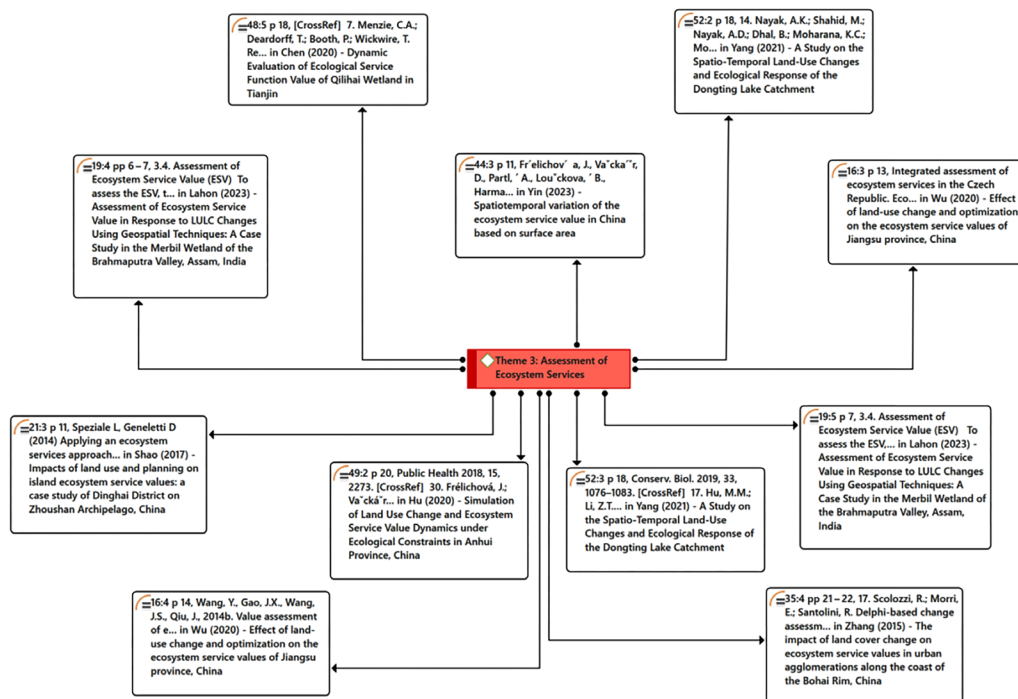 48:5 p 18, [CrossRef] 7. Menzie, C.A.;
Deardorff, T.; Booth, P.; Wickwire, T.
Re... in Chen (2020) - Dynamic
Evaluation of Ecological Service
Function Value of Qilihai Wetland in
Tianjin
52:2 p 18, 14. Nayak, A.K.; Shahid, M.;
Nayak, A.D.; Dhal, B.; Moharana, K.C.;
Mo... in Yang (2021) - A Study on the
Spatio-Temporal Land-Use Changes
and Ecological Response of the
Dongting Lake Catchment
19:4 pp 6 – 7, 3.4. Assessment of
Ecosystem Service Value (ESV) To
assess the ESV, t... in Lahon (2023) -
Assessment of Ecosystem Service
Value in Response to LULC Changes
Using Geospatial Techniques: A Case
Study in the Merbil Wetland of the
Brahmaputra Valley, Assam, India
44:3 p 11, Fr´elichov´ a, J., Vaˇcka´ˇr,
D., Partl, ´ A., Louˇckova, ´ B.,
Harma... in Yin (2023) -
Spatiotemporal variation of the
ecosystem service value in China
based on surface area
16:3 p 13, Integrated assessment of
ecosystem services in the Czech
Republic. Eco... in Wu (2020) - Effect
of land-use change and optimization
on the ecosystem service values of
Jiangsu province, China
Theme 3: Assessment of
Ecosystem Services
21:3 p 11, Speziale L, Geneletti D
(2014) Applying an ecosystem
services approach... in Shao (2017) -
Impacts of land use and planning on
island ecosystem service values: a
case study of Dinghai District on
Zhoushan Archipelago, China
49:2 p 20, Public Health 2018, 15,
2273. [CrossRef] 30. Frélichová, J.;
Vaˇckáˇr... in Hu (2020) - Simulation
of Land Use Change and Ecosystem
Service Value Dynamics under
Ecological Constraints in Anhui
Province, China
52:3 p 18, Conserv. Biol. 2019, 33,
1076–1083. [CrossRef] 17. Hu, M.M.;
Li, Z.T.... in Yang (2021) - A Study on
the Spatio-Temporal Land-Use
Changes and Ecological Response of
the Dongting Lake Catchment
19:5 p 7, 3.4. Assessment of
Ecosystem Service Value (ESV) To
assess the ESV,... in Lahon (2023) -
Assessment of Ecosystem Service
Value in Response to LULC Changes
Using Geospatial Techniques: A Case
Study in the Merbil Wetland of the
Brahmaputra Valley, Assam,
India
16:4 p 14, Wang, Y., Gao, J.X., Wang,
J.S., Qiu, J., 2014b. Value assessment
of e... in Wu (2020) - Effect of land-
use change and optimization on the
ecosystem service values of Jiangsu
province, China
35:4 pp 21 – 22, 17. Scolozzi, R.; Morri,
E.; Santolini, R. Delphi-based change
assessm... in Zhang (2015) - The
impact of land cover change on
ecosystem service values in urban
agglomerations along the coast of
the Bohai Rim, China